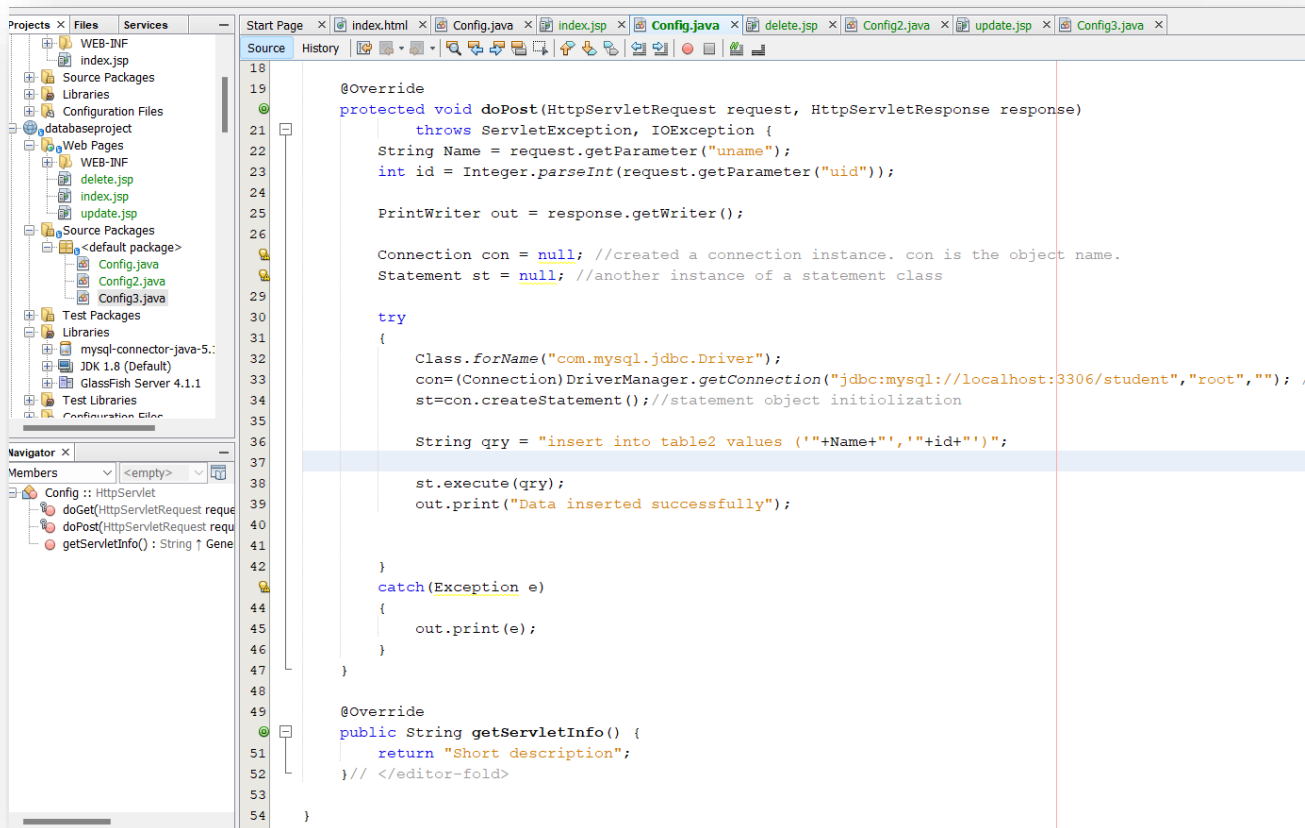 Projects × Files Services –
WEB-INF
index.jsp
Source Packages
Libraries
Configuration Files
databaseproject
Web Pages
WEB-INF
delete.jsp
index.jsp
update.jsp
Source Packages
<default package>
Config.java
Config2.java
Config3.java
Test Packages
Libraries
mysql-connector-java-5.
JDK 1.8 (Default)
GlassFish Server 4.1.1
Test Libraries
Configuration Files
Navigator × –
Members <empty>
Config :: HttpServlet
doGet(HttpServletRequest reque
doPost(HttpServletRequest requ
getServletInfo() : String ↑ Gene
Start Page × index.html × Config.java × index.jsp × Config.java × delete.jsp × Config2.java × update.jsp × Config3.java ×
Source History
18
19 @Override
protected void doPost(HttpServletRequest request, HttpServletResponse response)
21 throws ServletException, IOException {
22 String Name = request.getParameter("uname");
23 int id = Integer.parseInt(request.getParameter("uid"));
24
25 PrintWriter out = response.getWriter();
26
Connection con = null; //created a connection instance. con is the object name.
Statement st = null; //another instance of a statement class
29
30 try
31 {
32 Class.forName("com.mysql.jdbc.Driver");
33 con=(Connection)DriverManager.getConnection("jdbc:mysql://localhost:3306/student","root",""); /
34 st=con.createStatement();//statement object initiolization
35
36 String qry = "insert into table2 values ('"+Name+"','"+id+"')";
37
38 st.execute(qry);
39 out.print("Data inserted successfully");
40
41
42 }
catch(Exception e)
44 {
45 out.print(e);
46 }
47 }
48
49 @Override
public String getServletInfo() {
51 return "Short description";
52 }// </editor-fold>
53
54 }